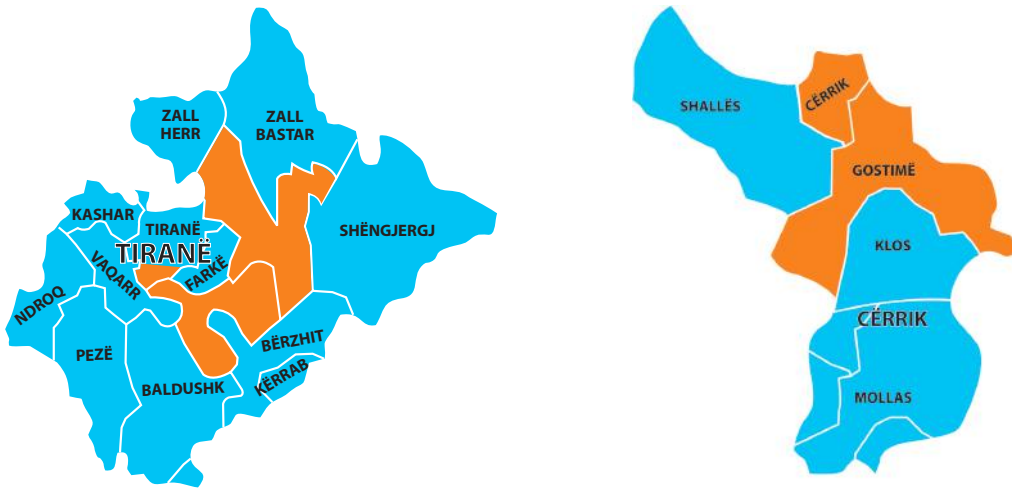 ZALL
HERR
ZALL
BASTAR
KASHAR
TIRANË
TIRANË
SHËNGJERGJ
VAQARR
FARKË
NDROQ
PEZË
BËRZHIT
KËRRAB
BALDUSHK
SHALLËS
CËRRIK
GOSTIMË
KLOS
CËRRIK
MOLLAS